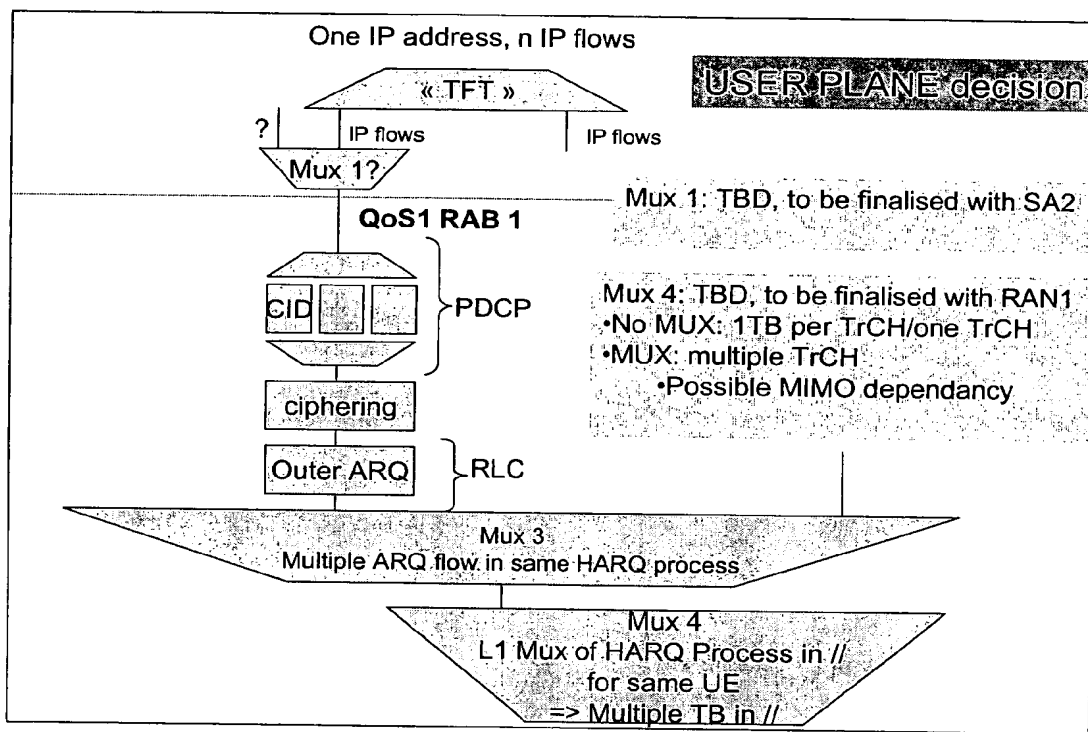 One IP address, n IP flows
USER PLANE decision
« TFT »
?
IP flows
IP flows
Mux 1?
Mux 1: TBD, to be finalised with SA2
QoS1 RAB 1
CID
PDCP
Mux 4: TBD, to be finalised with RAN1
•No MUX: 1TB per TrCH/one TrCH
•MUX: multiple TrCH
•Possible MIMO dependancy
ciphering
Outer ARQ
RLC
Mux 3
Multiple ARQ flow in same HARQ process
Mux 4
L1 Mux of HARQ Process in //
for same UE
=> Multiple TB in //